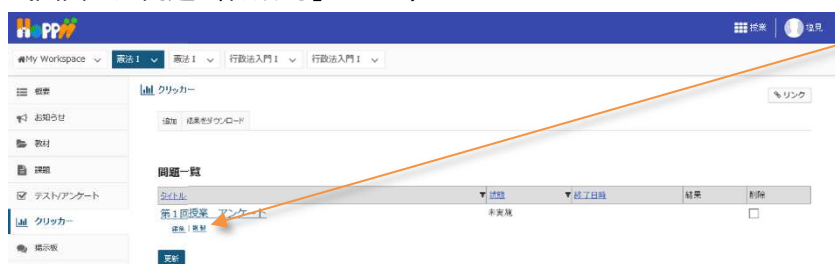 HoPPii
授業
塩見
My Workspace
憲法Ⅰ
憲法Ⅰ
行政法入門Ⅰ
行政法入門Ⅰ
概要
お知らせ
教材
課題
テスト/アンケート
クリッカー
掲示板
クリッカー
リンク
追加
結果をダウンロード
問題一覧
タイトル
状態
終了日時
結果
削除
第1回授業 アンケート
未実施
編集 | 複製
更新